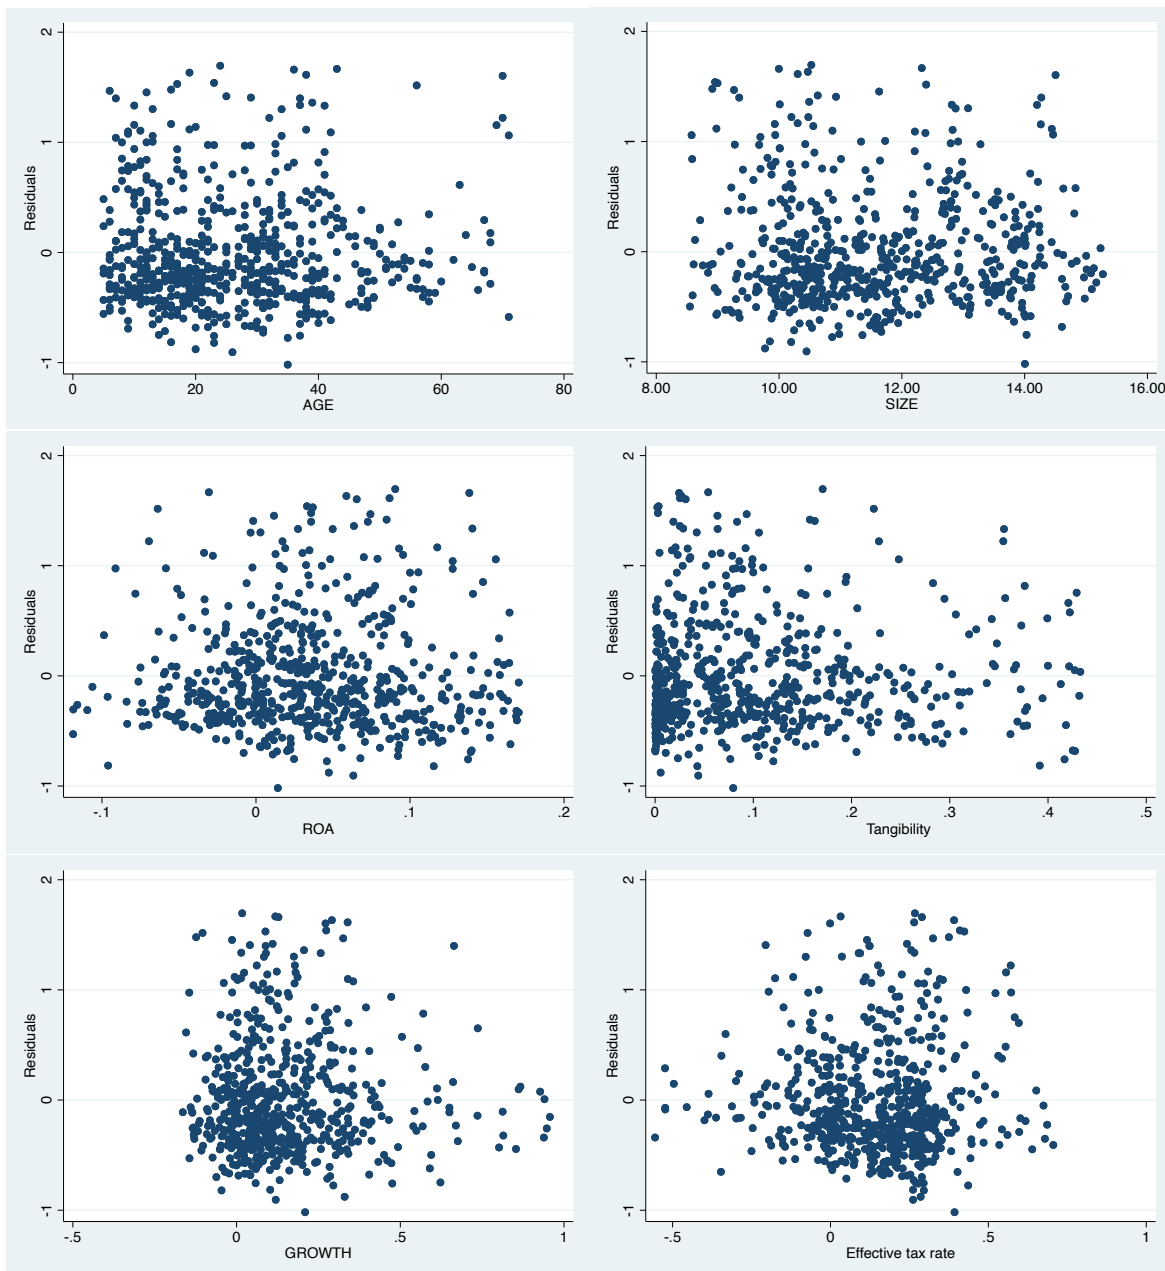 Residuals
2
1
0
-1
0 20 40 60 80
AGE
Residuals
2
1
0
-1
8.00 10.00 12.00 14.00 16.00
SIZE
Residuals
2
1
0
-1
-.1 0 .1 .2
ROA
Residuals
2
1
0
-1
0 .1 .2 .3 .4 .5
Tangibility
Residuals
2
1
0
-1
-.5 0 .5 1
GROWTH
Residuals
2
1
0
-1
-.5 0 .5 1
Effective tax rate